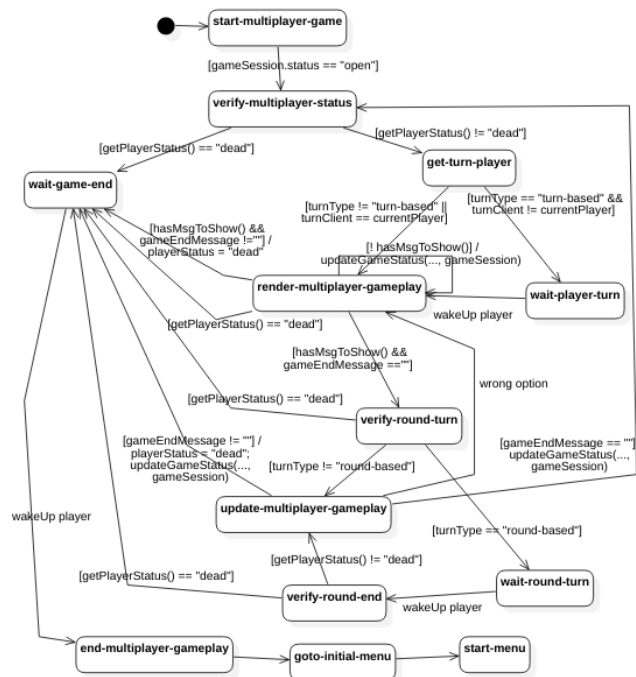 start-multiplayer-game
[gameSession.status == "open"]
verify-multiplayer-status
[getPlayerStatus() == "dead"]
[getPlayerStatus() != "dead"]
get-turn-player
wait-game-end
[turnType != "turn-based" ||
turnClient == currentPlayer]
[turnType == "turn-based" &&
turnClient != currentPlayer]
[hasMsgToShow() &&
gameEndMessage !=""] /
playerStatus = "dead"
[! hasMsgToShow()] /
updateGameStatus(..., gameSession)
render-multiplayer-gameplay
wait-player-turn
wakeUp player
[getPlayerStatus() == "dead"]
[hasMsgToShow() &&
gameEndMessage ==""]
wrong option
[getPlayerStatus() == "dead"]
verify-round-turn
[gameEndMessage != ""] /
playerStatus = "dead";
updateGameStatus(...,
gameSession)
[turnType != "round-based"]
[gameEndMessage == ""]
updateGameStatus(...,
gameSession)
update-multiplayer-gameplay
wakeUp player
[turnType == "round-based"]
[getPlayerStatus() != "dead"]
[getPlayerStatus() == "dead"]
wait-round-turn
verify-round-end
wakeUp player
end-multiplayer-gameplay
goto-initial-menu
start-menu